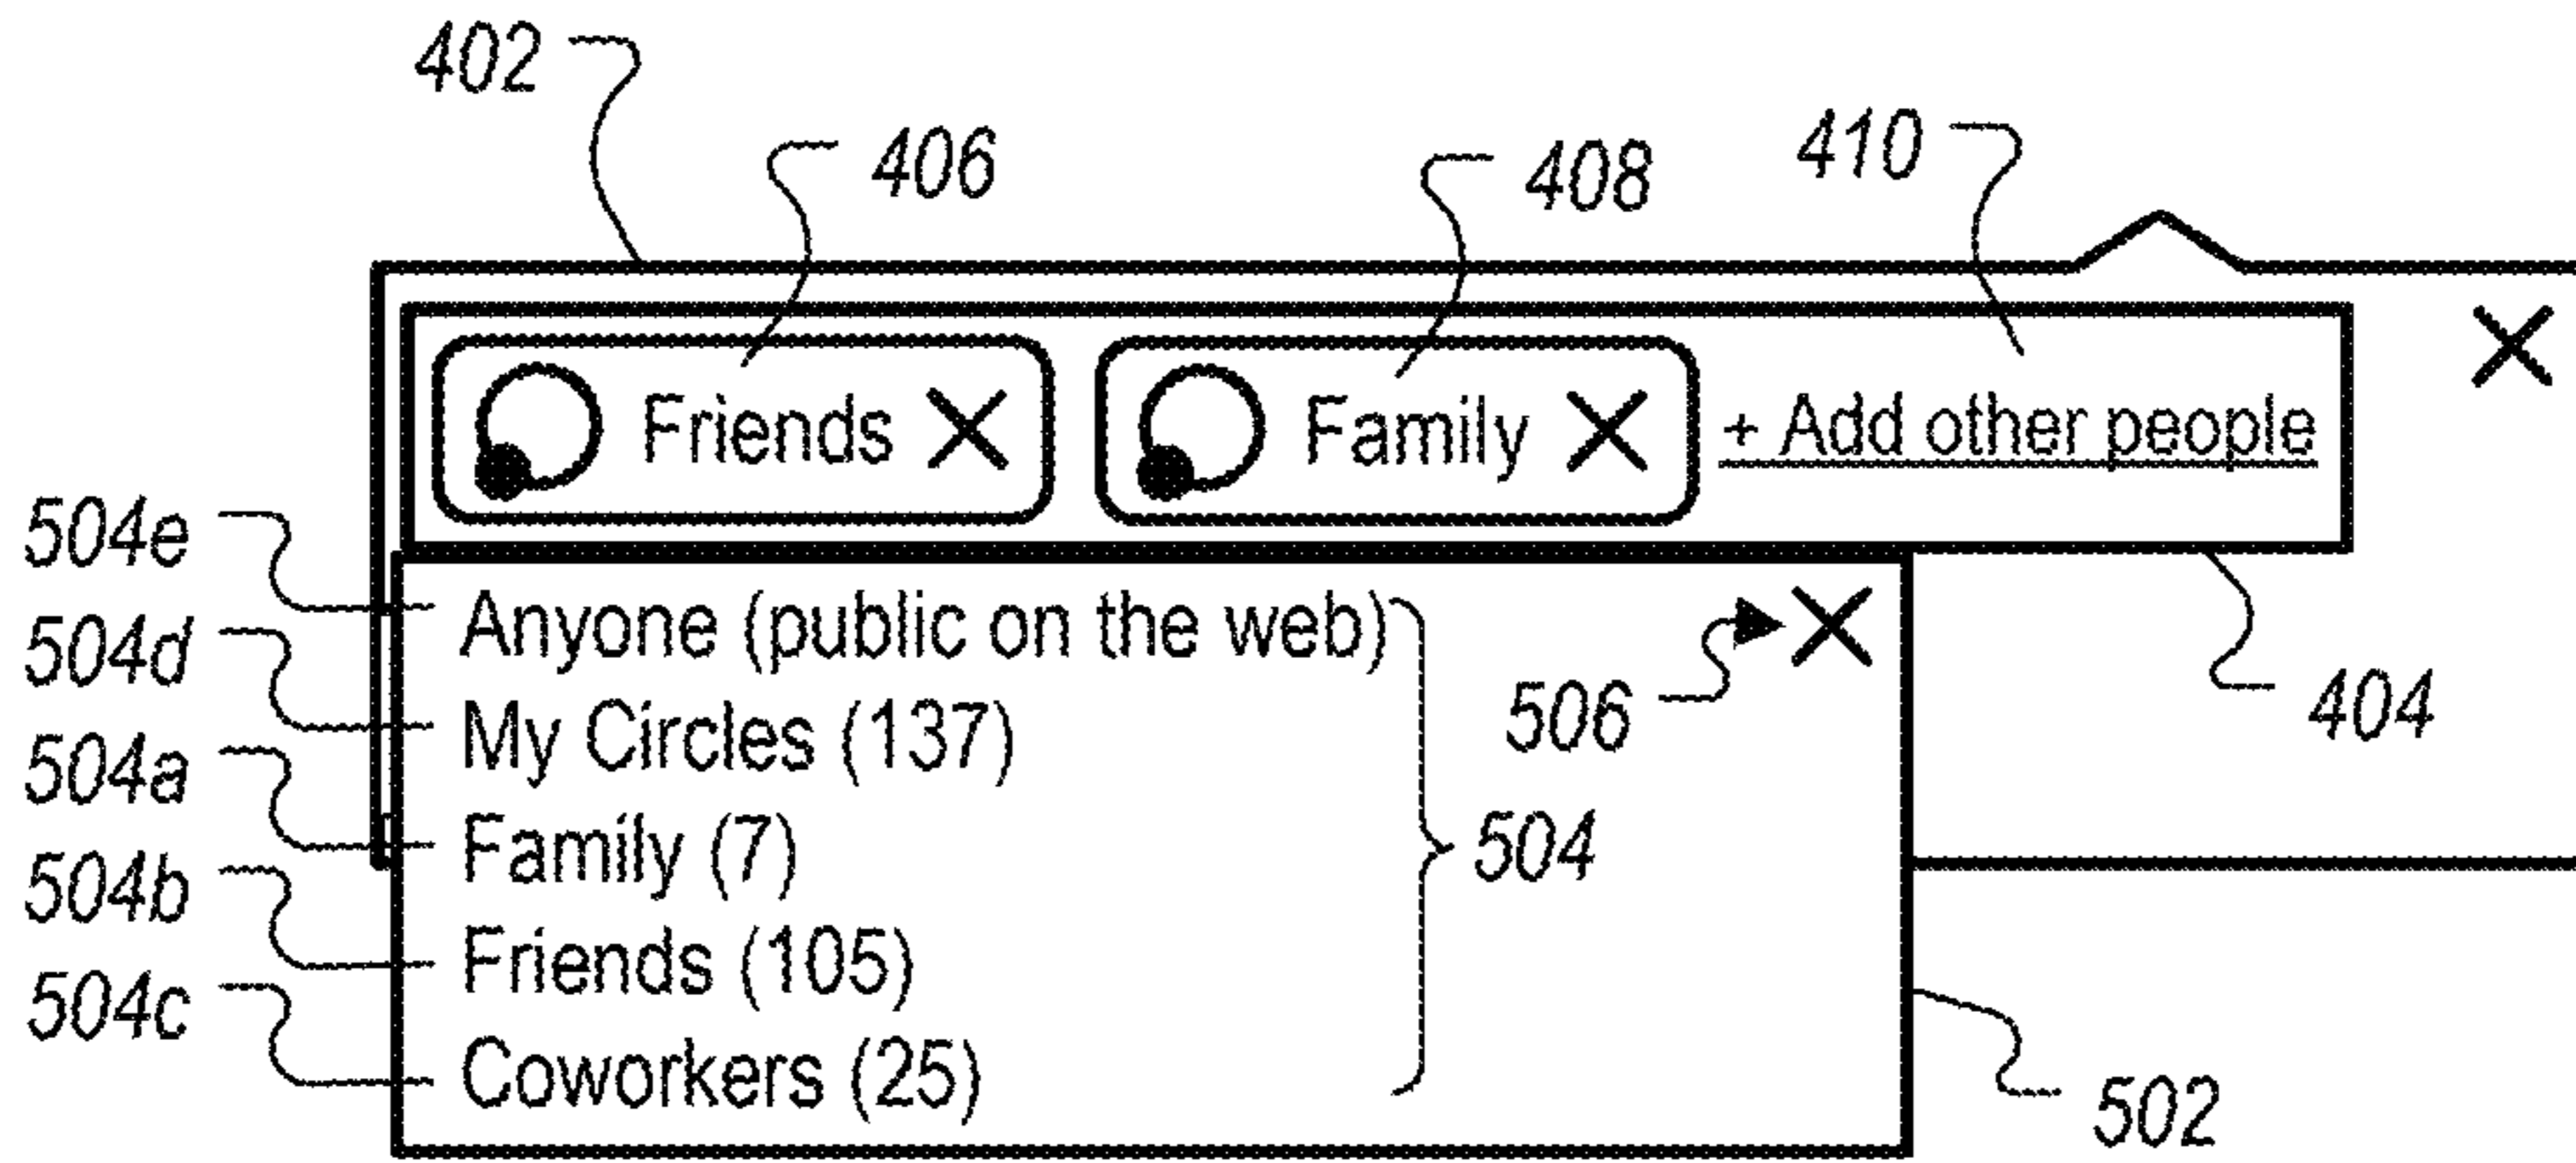 402
406
408
410
Friends
Family
+ Add other people
504e
Anyone (public on the web)
504d
My Circles (137)
506
404
504a
Family (7)
504
504b
Friends (105)
504c
Coworkers (25)
502